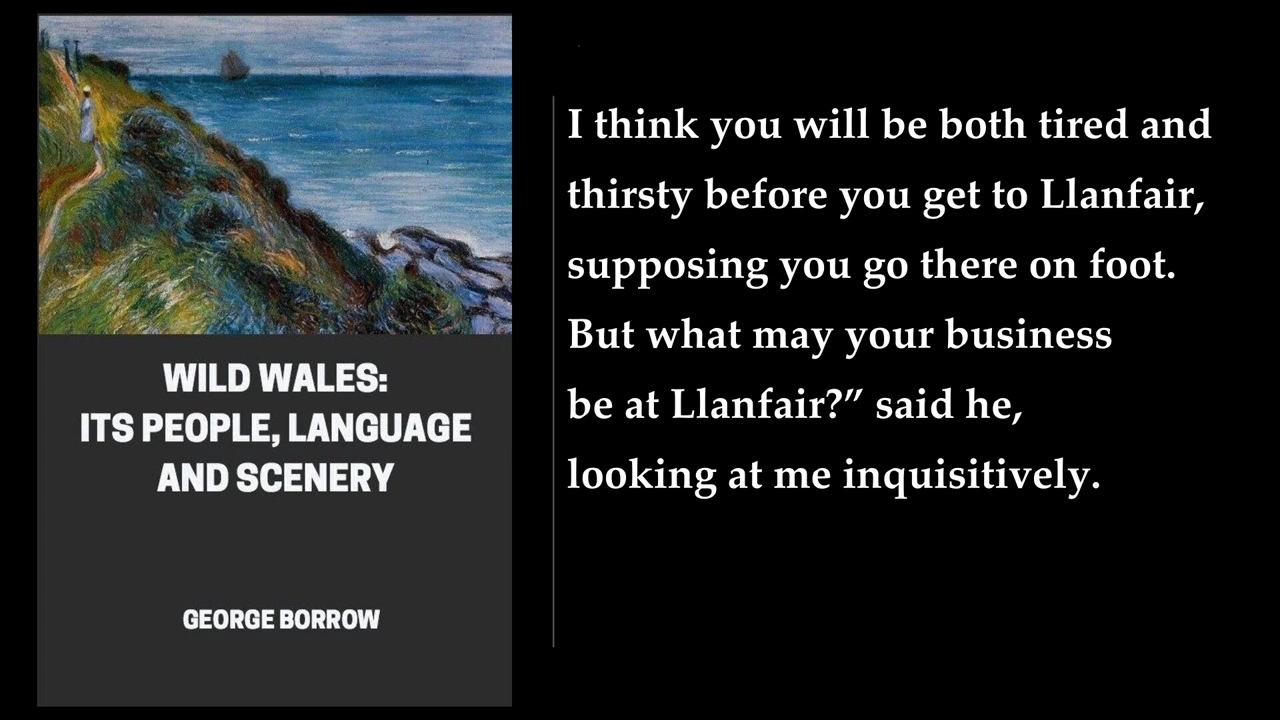 WILD WALES:
ITS PEOPLE, LANGUAGE
AND SCENERY
GEORGE BORROW
I think you will be both tired and
thirsty before you get to Llanfair,
supposing you go there on foot.
But what may your business
be at Llanfair?” said he,
looking at me inquisitively.